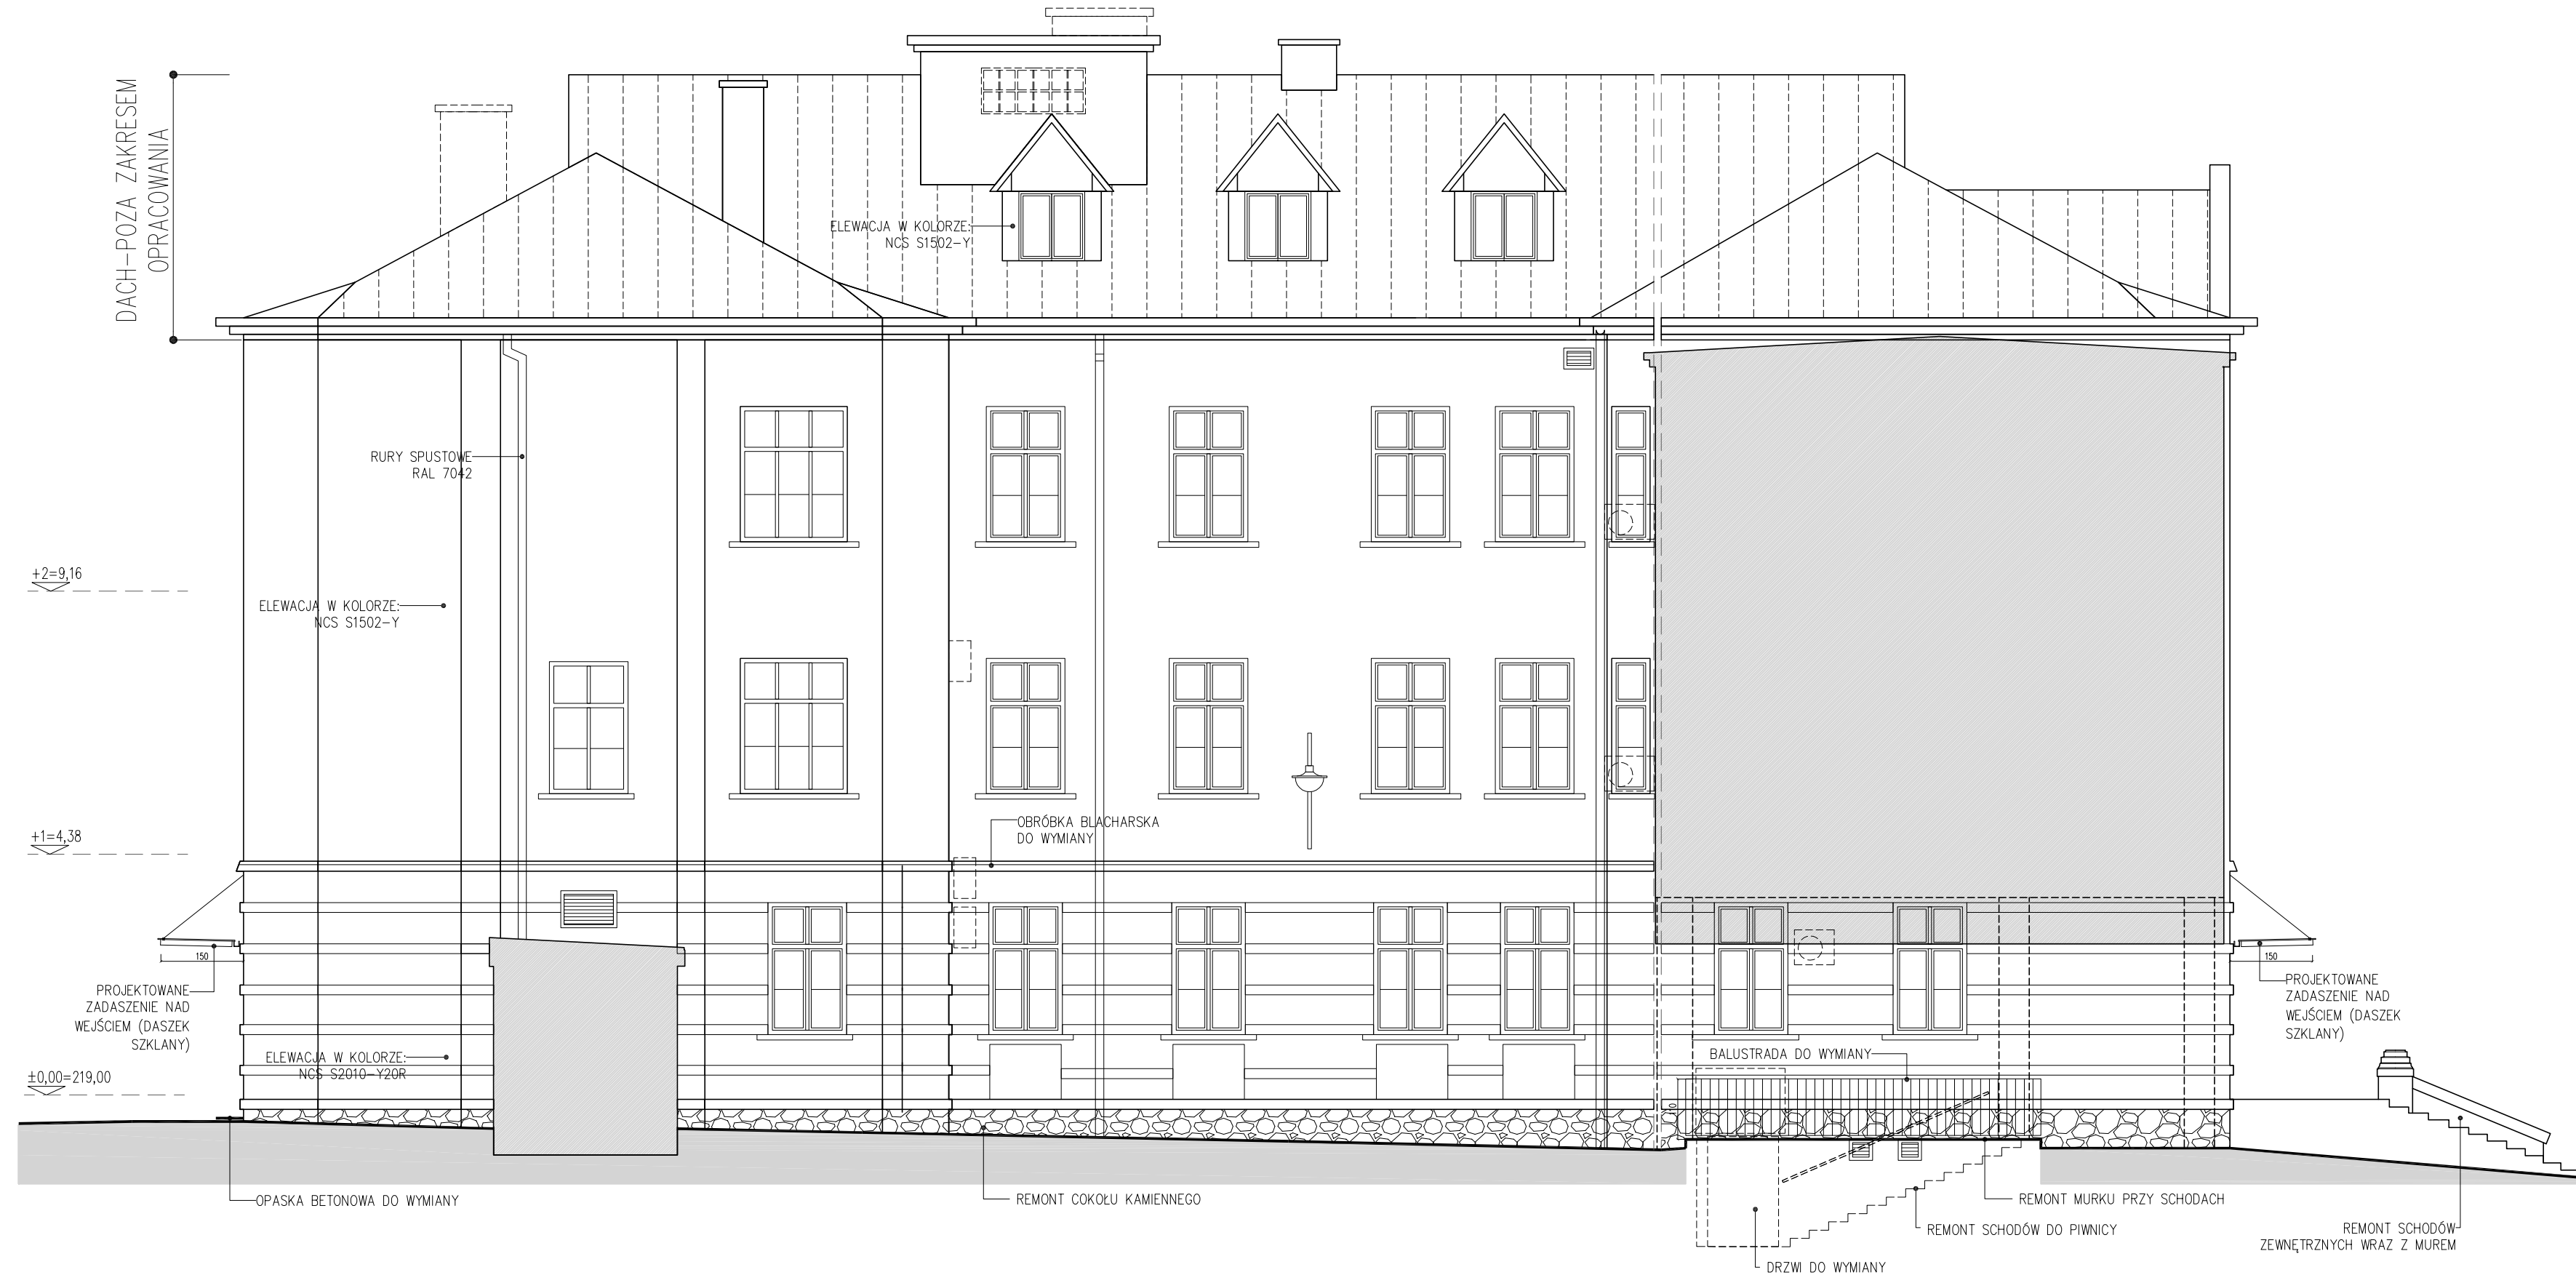 DACH-POZA ZAKRESEM
OPRACOWANIA
ELEWACJA W KOLORZE:
NCS S1502-Y
RURY SPUSTOWE
RAL 7042
+2=9,16
ELEWACJA W KOLORZE:
NCS S1502-Y
+1=4,38
OBRÓBKA BLACHARSKA
DO WYMIANY
150
PROJEKTOWANE
ZADASZENIE NAD
WEJŚCIEM (DASZEK
SZKLANY)
150
PROJEKTOWANE
ZADASZENIE NAD
WEJŚCIEM (DASZEK
SZKLANY)
ELEWACJA W KOLORZE:
NCS S2010-Y20R
±0,00=219,00
BALUSTRADA DO WYMIANY
OPASKA BETONOWA DO WYMIANY
REMONT COKOŁU KAMIENNEGO
REMONT MURKU PRZY SCHODACH
REMONT SCHODÓW DO PIWNICY
DRZWI DO WYMIANY
REMONT SCHODÓW
ZEWNĘTRZNYCH WRAZ Z MUREM